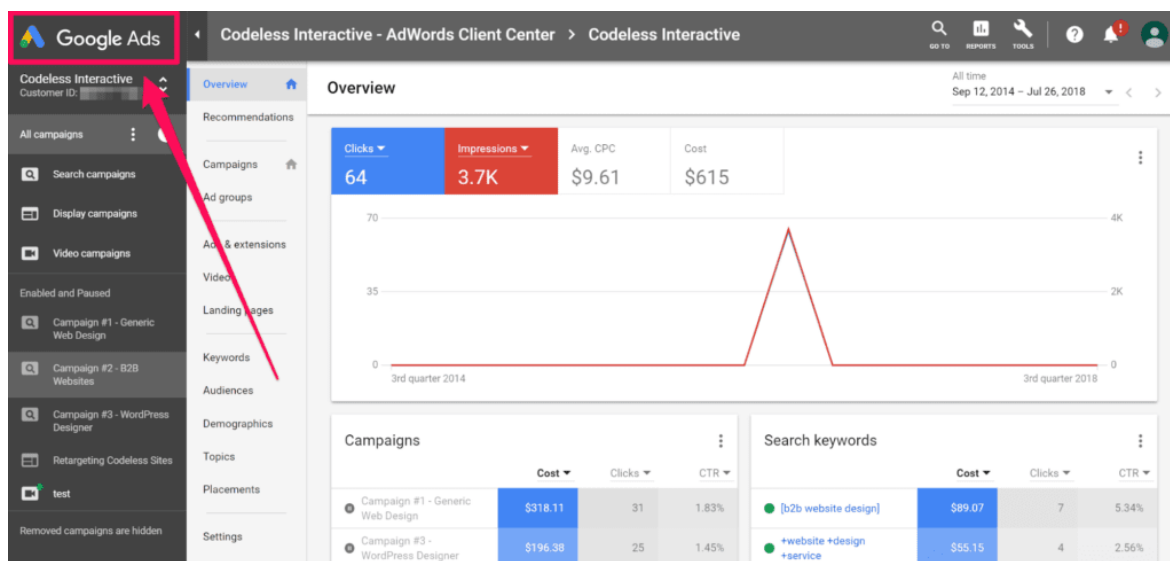 Google Ads
Codeless Interactive - AdWords Client Center > Codeless Interactive
GO TO
REPORTS
TOOLS
?
!
Codeless Interactive
Customer ID:
All campaigns
Search campaigns
Display campaigns
Video campaigns
Enabled and Paused
Campaign #1 - Generic
Web Design
Campaign #2 - B2B
Websites
Campaign #3 - WordPress
Designer
Retargeting Codeless Sites
test
Removed campaigns are hidden
Overview
Recommendations
Campaigns
Ad groups
Ads & extensions
Videos
Landing pages
Keywords
Audiences
Demographics
Topics
Placements
Settings
Overview
All time
Sep 12, 2014 – Jul 26, 2018
Clicks
64
Impressions
3.7K
Avg. CPC
$9.61
Cost
$615
70
4K
35
2K
0
0
3rd quarter 2014
3rd quarter 2018
Campaigns
Cost
Clicks
CTR
Campaign #1 - Generic
Web Design
$318.11
31
1.83%
Campaign #3 -
WordPress Designer
$196.38
25
1.45%
Search keywords
Cost
Clicks
CTR
[b2b website design]
$89.07
7
5.34%
+website +design
+service
$55.15
4
2.56%